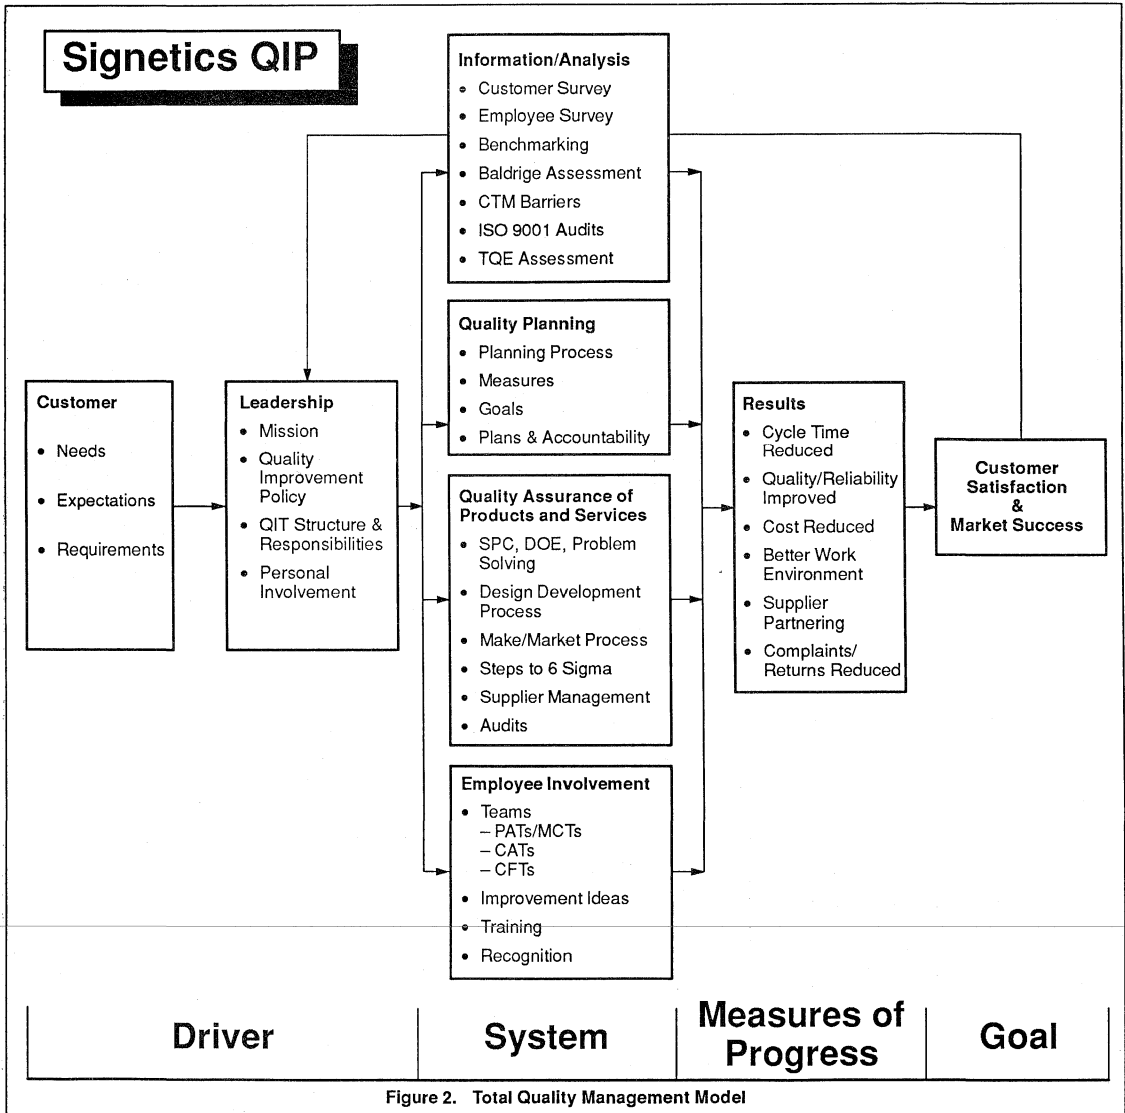 Signetics QIP
Information/Analysis
• Customer Survey
• Employee Survey
• Benchmarking
• Baldrige Assessment
• CTM Barriers
• ISO 9001 Audits
• TQE Assessment
Quality Planning
• Planning Process
• Measures
• Goals
• Plans & Accountability
Customer
• Needs
• Expectations
• Requirements
Leadership
• Mission
• Quality
Improvement
Policy
• QIT Structure &
Responsibilities
• Personal
Involvement
Quality Assurance of
Products and Services
• SPC, DOE, Problem
Solving
• Design Development
Process
• Make/Market Process
• Steps to 6 Sigma
• Supplier Management
• Audits
Employee Involvement
• Teams
– PATs/MCTs
– CATs
– CFTs
• Improvement Ideas
• Training
• Recognition
Results
• Cycle Time
Reduced
• Quality/Reliability
Improved
• Cost Reduced
• Better Work
Environment
• Supplier
Partnering
• Complaints/
Returns Reduced
Customer
Satisfaction
&
Market Success
Driver
System
Measures of
Progress
Goal
Figure 2. Total Quality Management Model